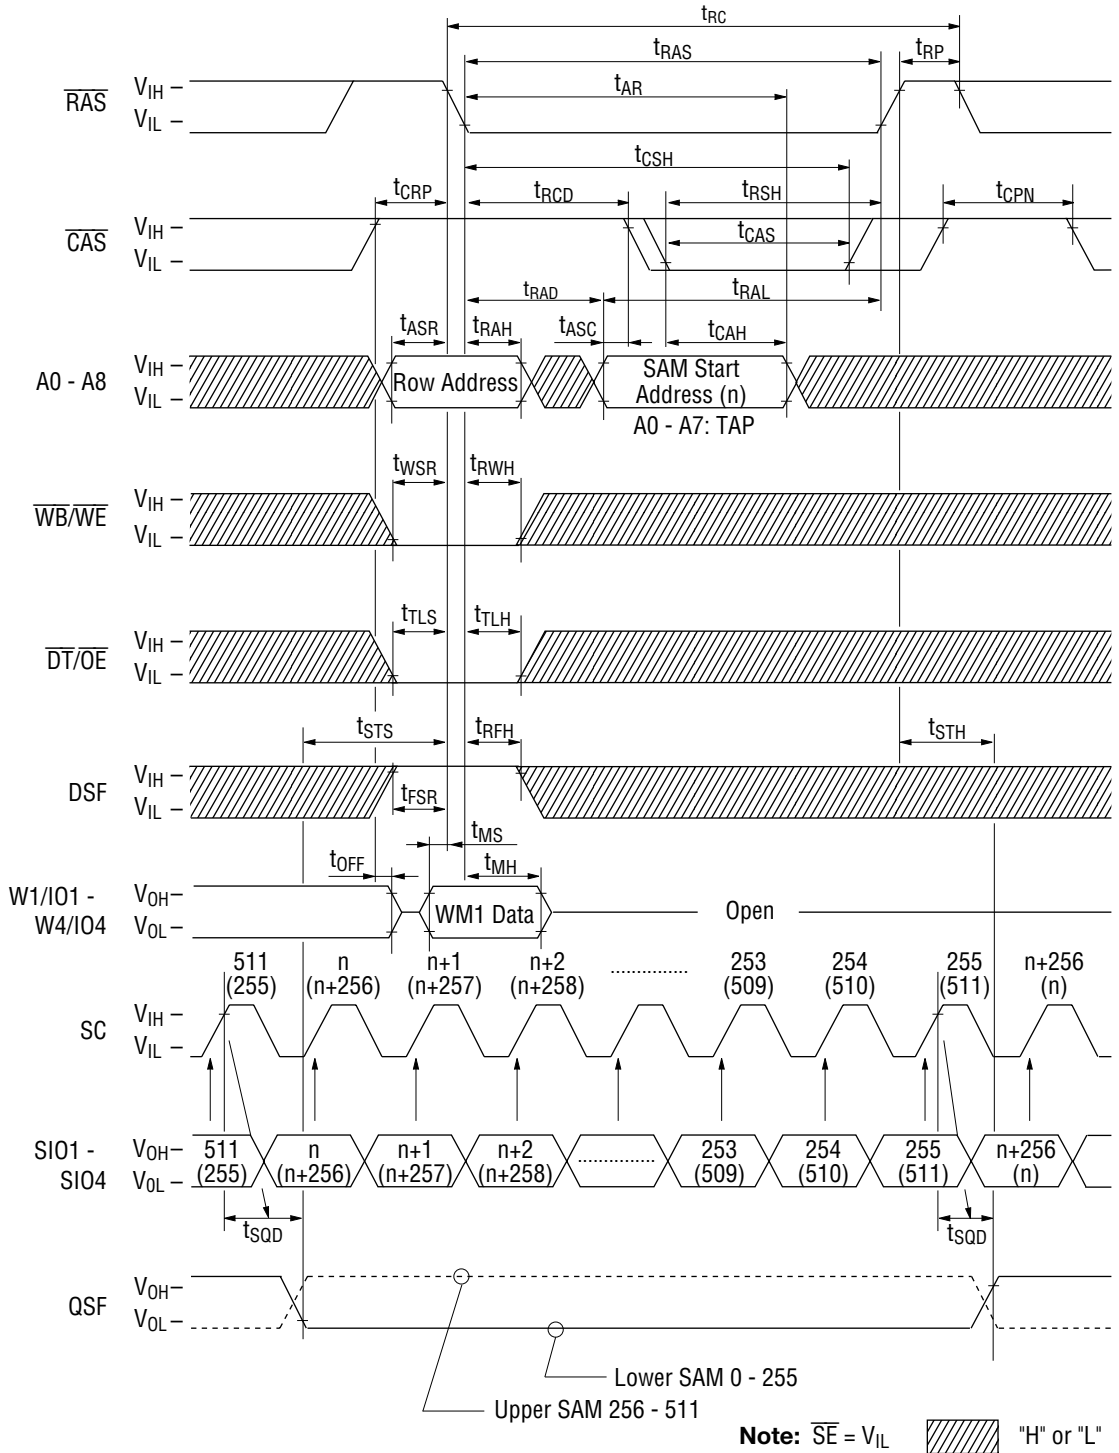 tRC
tRAS
tRP
RAS
VIH
VIL
tAR
tCSH
tCRP
tRCD
tRSH
tCPN
CAS
VIH
VIL
tCAS
tRAD
tRAL
tASR
tRAH
tASC
tCAH
A0 - A8
VIH
VIL
Row Address
SAM Start
Address (n)
A0 - A7: TAP
tWSR
tRWH
WB/WE
VIH
VIL
tTLS
tTLH
DT/OE
VIH
VIL
tSTS
tRFH
tSTH
DSF
VIH
VIL
tFSR
tMS
tOFF
tMH
W1/IO1 -
W4/IO4
VOH
VOL
WM1 Data
Open
511 n n+1 n+2 ............... 253 254 255 n+256
(255) (n+256) (n+257) (n+258) (509) (510) (511) (n)
SC
VIH
VIL
SIO1 -
SIO4
VOH
VOL
511 n n+1 n+2 ............... 253 254 255 n+256
(255) (n+256) (n+257) (n+258) (509) (510) (511) (n)
tSQD
tSQD
QSF
VOH
VOL
Lower SAM 0 - 255
Upper SAM 256 - 511
Note: SE = VIL
"H" or "L"